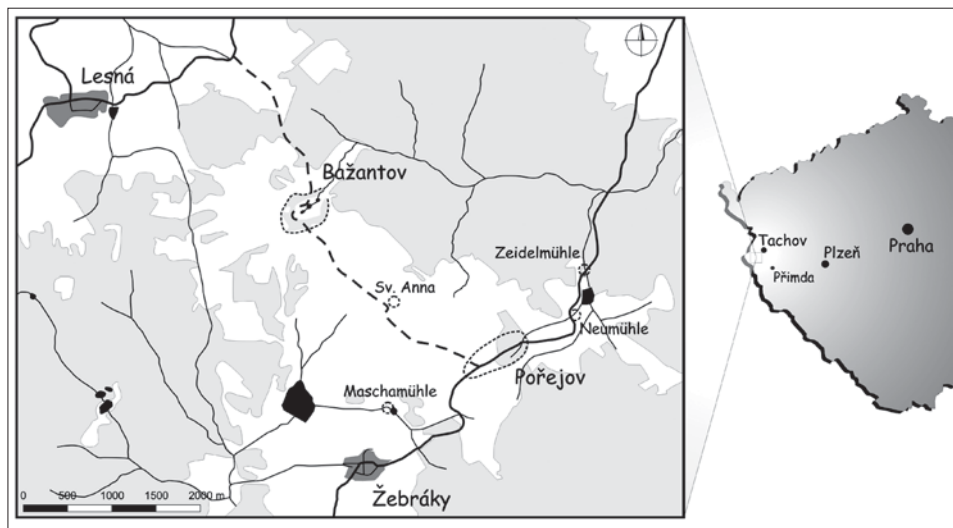 Lesná
Bažantov
Zeidelmühle
Sv. Anna
Neumühle
Pořejov
Maschamühle
Žebráky
0 500 1000 1500 2000 m
Tachov
Přimda
Plzeň
Praha